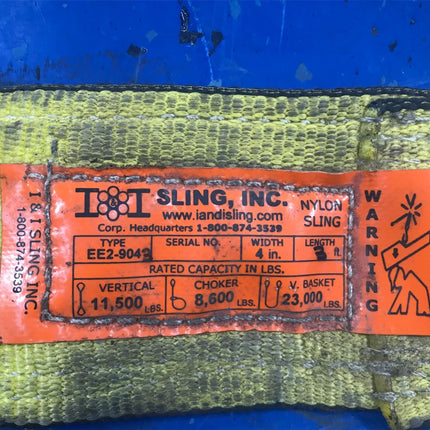 I&I SLING, INC.
www.iandisling.com
Corp. Headquarters 1-800-874-3539
NYLON
SLING
TYPE SERIAL NO. WIDTH LENGTH
EE2-904 4 in. ft.
RATED CAPACITY IN LBS.
VERTICAL CHOKER V. BASKET
11,500 LBS. 8,600 LBS. 23,000 LBS.
I & I SLING, INC.
1-800-874-3539
WARNING